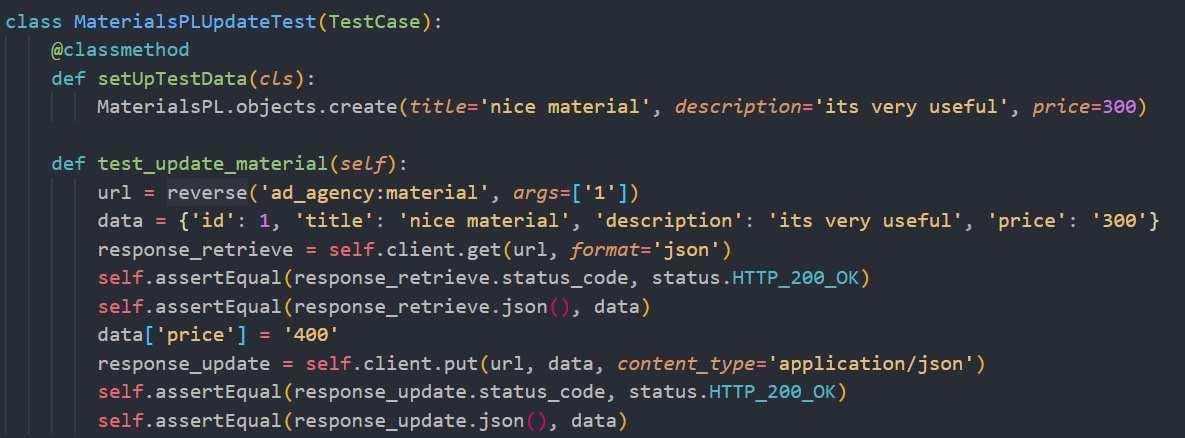 class MaterialsPLUpdateTest(TestCase):
    @classmethod
    def setUpTestData(cls):
        MaterialsPL.objects.create(title='nice material', description='its very useful', price=300)

    def test_update_material(self):
        url = reverse('ad_agency:material', args=['1'])
        data = {'id': 1, 'title': 'nice material', 'description': 'its very useful', 'price': '300'}
        response_retrieve = self.client.get(url, format='json')
        self.assertEqual(response_retrieve.status_code, status.HTTP_200_OK)
        self.assertEqual(response_retrieve.json(), data)
        data['price'] = '400'
        response_update = self.client.put(url, data, content_type='application/json')
        self.assertEqual(response_update.status_code, status.HTTP_200_OK)
        self.assertEqual(response_update.json(), data)